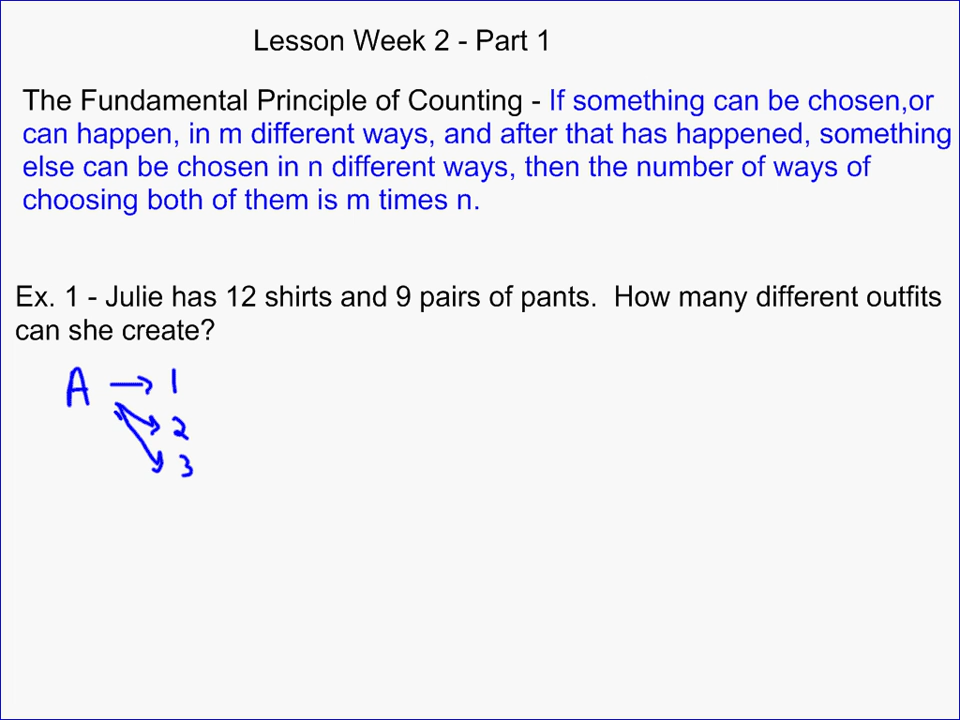 Lesson Week 2 - Part 1
The Fundamental Principle of Counting - If something can be chosen,or
can happen, in m different ways, and after that has happened, something
else can be chosen in n different ways, then the number of ways of
choosing both of them is m times n.
Ex. 1 - Julie has 12 shirts and 9 pairs of pants.  How many different outfits
can she create?
A → 1
2
3